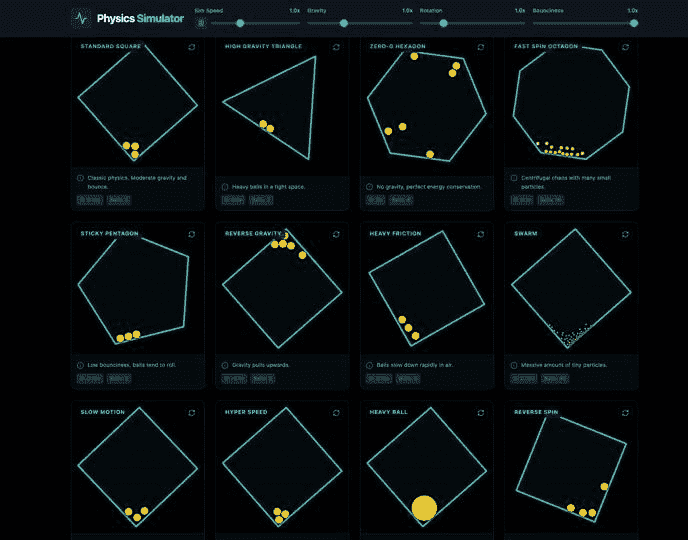 Physics Simulator
Sim Speed 1.0x
Gravity 1.0x
Rotation 1.0x
Bounciness 1.0x
STANDARD SQUARE
Classic physics. Moderate gravity and
bounce.
HIGH GRAVITY TRIANGLE
Heavy balls in a tight space.
ZERO-G HEXAGON
No gravity, perfect energy conservation.
FAST SPIN OCTAGON
Centrifugal chaos with many small
particles.
STICKY PENTAGON
Low bounciness, balls tend to roll.
REVERSE GRAVITY
Gravity pulls upwards.
HEAVY FRICTION
Balls slow down rapidly in air.
SWARM
Massive amount of tiny particles.
SLOW MOTION
HYPER SPEED
HEAVY BALL
REVERSE SPIN